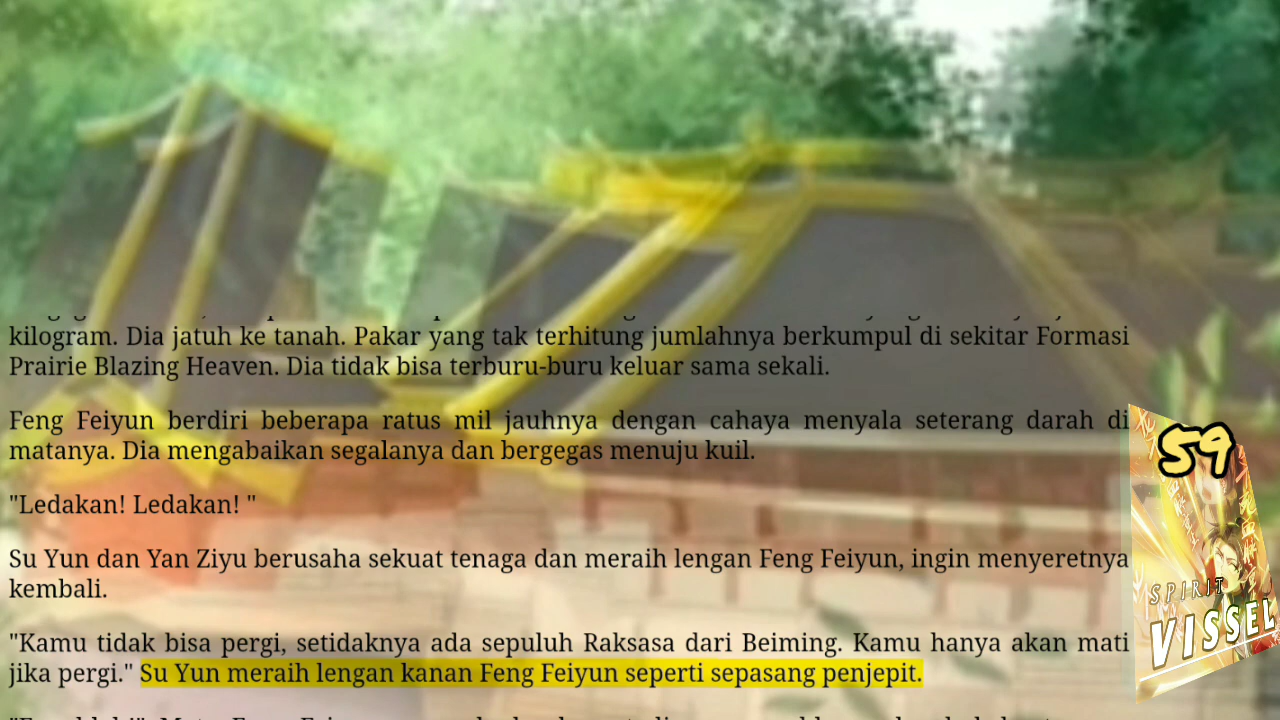 kilogram. Dia jatuh ke tanah. Pakar yang tak terhitung jumlahnya berkumpul di sekitar Formasi
Prairie Blazing Heaven. Dia tidak bisa terburu-buru keluar sama sekali.
Feng Feiyun berdiri beberapa ratus mil jauhnya dengan cahaya menyala seterang darah di
matanya. Dia mengabaikan segalanya dan bergegas menuju kuil.
"Ledakan! Ledakan! "
Su Yun dan Yan Ziyu berusaha sekuat tenaga dan meraih lengan Feng Feiyun, ingin menyeretnya
kembali.
"Kamu tidak bisa pergi, setidaknya ada sepuluh Raksasa dari Beiming. Kamu hanya akan mati
jika pergi." Su Yun meraih lengan kanan Feng Feiyun seperti sepasang penjepit.
59
SPIRIT
VISSEL